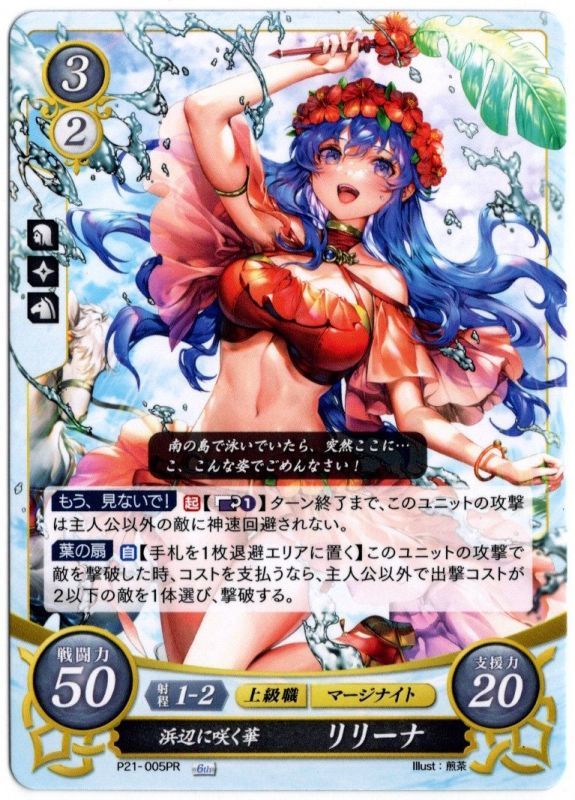 3
2
南の島で泳いでいたら、突然ここに…
こ、こんな姿でごめんなさい！
もう、見ないで！ 起【1】ターン終了まで、このユニットの攻撃
は主人公以外の敵に神速回避されない。
葉の扇 自【手札を1枚退避エリアに置く】このユニットの攻撃で
敵を撃破した時、コストを支払うなら、主人公以外で出撃コストが
2以下の敵を1体選び、撃破する。
戦闘力
50
射程 1-2 上級職 マージナイト
支援力
20
浜辺に咲く華 リリーナ
P21-005PR 6th Illust：煎茶